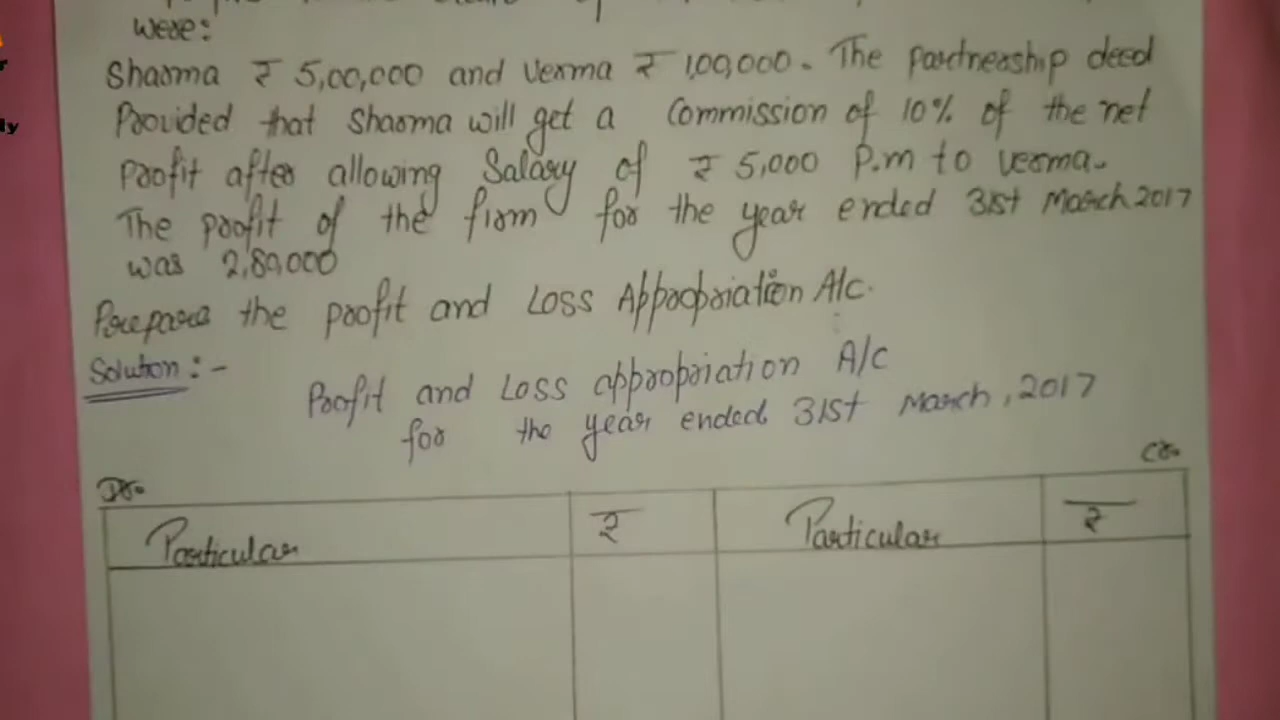 were:
Sharma ₹ 5,00,000 and Verma ₹ 1,00,000. The Partnership deed
Provided that Sharma will get a Commission of 10% of the net
profit after allowing Salary of ₹ 5,000 P.m to verma.
The profit of the firm for the year ended 31st March 2017
was 2,80,000
Prepare the profit and Loss Appropriation A/c.
Solution:-
Profit and Loss appropriation A/c
for the year ended 31st March, 2017
Dr. Cr.
Particular ₹ Particular ₹